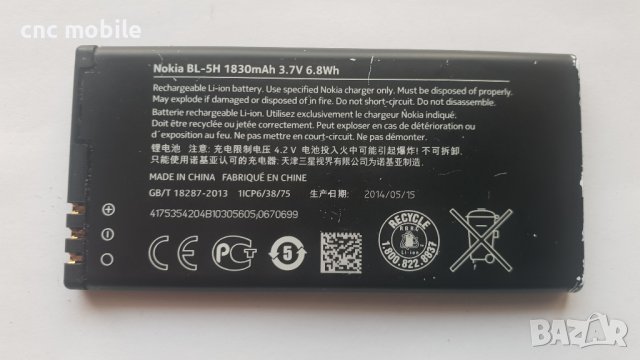 cnc mobile
Nokia BL-5H 1830mAh 3.7V 6.8Wh
Rechargeable Li-ion battery. Use specified Nokia charger only. Must be disposed of properly.
May explode if damaged or disposed of in fire. Do not short-circuit. Do not disassemble.
Batterie rechargeable Li-ion. Utilisez exclusivement le chargeur Nokia indiqué.
Doit être recyclée ou jetée correctement. Peut exploser en cas de détérioration ou
d´exposition au feu. Ne pas mettre en court-circuit. Ne pas démonter.
锂电池 注意: 充电限制电压 4.2 V 电池投入火中可能引起爆炸! 不可拆卸.
只能使用诺基亚认可的充电器. 天津三星视界有限公司为诺基亚制造.
MADE IN CHINA FABRIQUÉ EN CHINE
GB/T 18287-2013 1ICP6/38/75 生产日期: 2014/05/15
4175354204B10305605;0670699
CE
PCT
5
RECYCLE
RBRC
Li-ion
1.800.822.8837
BAZAR